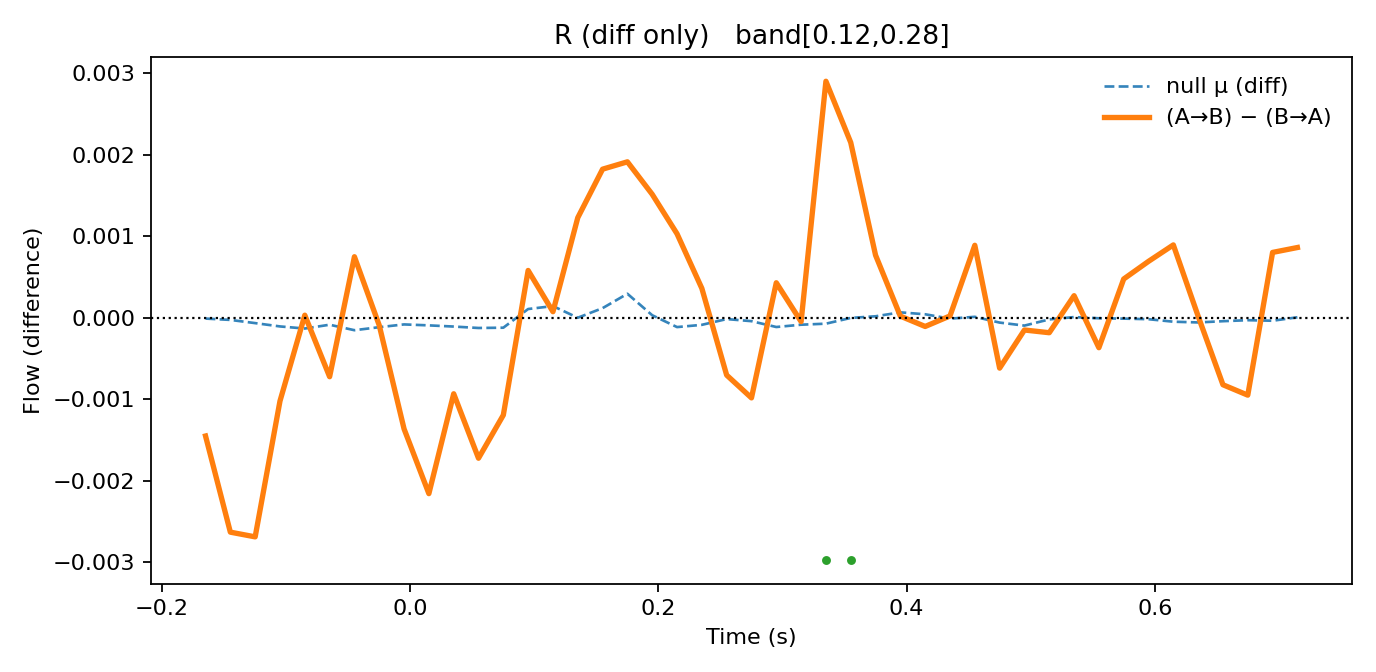 R (diff only)   band[0.12,0.28]
null μ (diff)
(A→B) − (B→A)
Flow (difference)
0.003
0.002
0.001
0.000
−0.001
−0.002
−0.003
−0.2
0.0
0.2
0.4
0.6
Time (s)